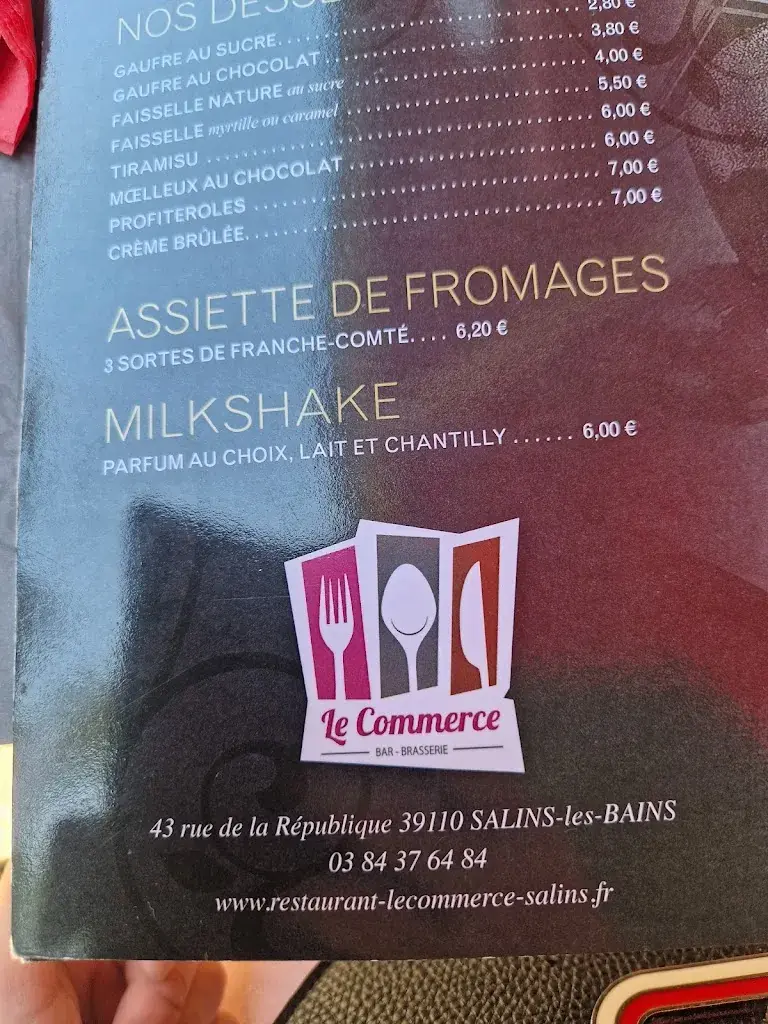 NOS DESSE
GAUFRE AU SUCRE.................... 2,80 €
GAUFRE AU CHOCOLAT.................... 3,80 €
FAISSELLE NATURE au sucre.................... 4,00 €
FAISSELLE myrtille ou caramel.................... 5,50 €
TIRAMISU.................... 6,00 €
MŒLLEUX AU CHOCOLAT.................... 6,00 €
PROFITEROLES.................... 7,00 €
CRÈME BRÛLÉE.................... 7,00 €
ASSIETTE DE FROMAGES
3 SORTES DE FRANCHE-COMTÉ.... 6,20 €
MILKSHAKE
PARFUM AU CHOIX, LAIT ET CHANTILLY...... 6,00 €
Le Commerce
BAR - BRASSERIE
43 rue de la République 39110 SALINS-les-BAINS
03 84 37 64 84
www.restaurant-lecommerce-salins.fr